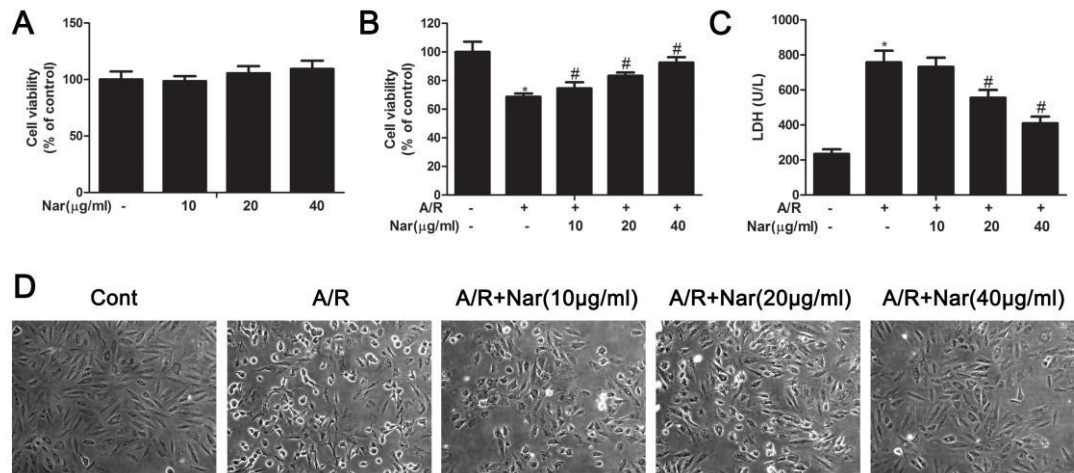 A
Cell viability
(% of control)
150
100
50
0
Nar(μg/ml) - 10 20 40
B
Cell viability
(% of control)
120
100
80
60
40
20
0
* # # #
A/R - + + + +
Nar(μg/ml) - - 10 20 40
C
LDH (U/L)
1000
800
600
400
200
0
* # #
A/R - + + + +
Nar(μg/ml) - - 10 20 40
D
Cont A/R A/R+Nar(10μg/ml) A/R+Nar(20μg/ml) A/R+Nar(40μg/ml)